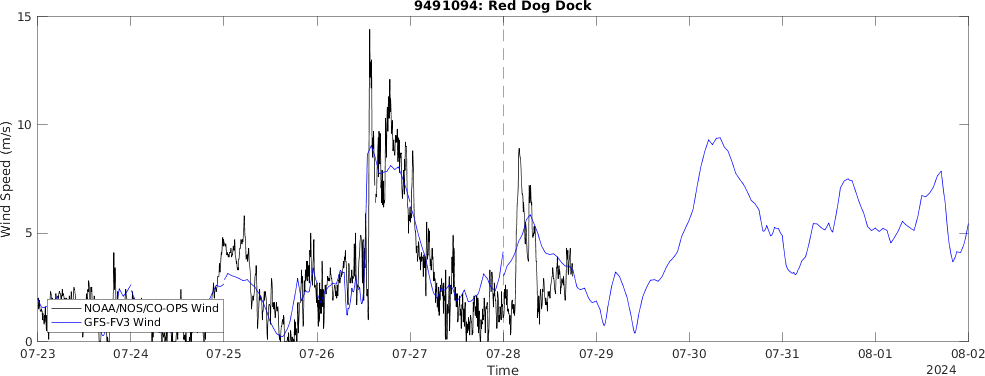 9491094: Red Dog Dock
Wind Speed (m/s)
15
10
5
0
NOAA/NOS/CO-OPS Wind
GFS-FV3 Wind
07-23 07-24 07-25 07-26 07-27 07-28 07-29 07-30 07-31 08-01 08-02
Time
2024